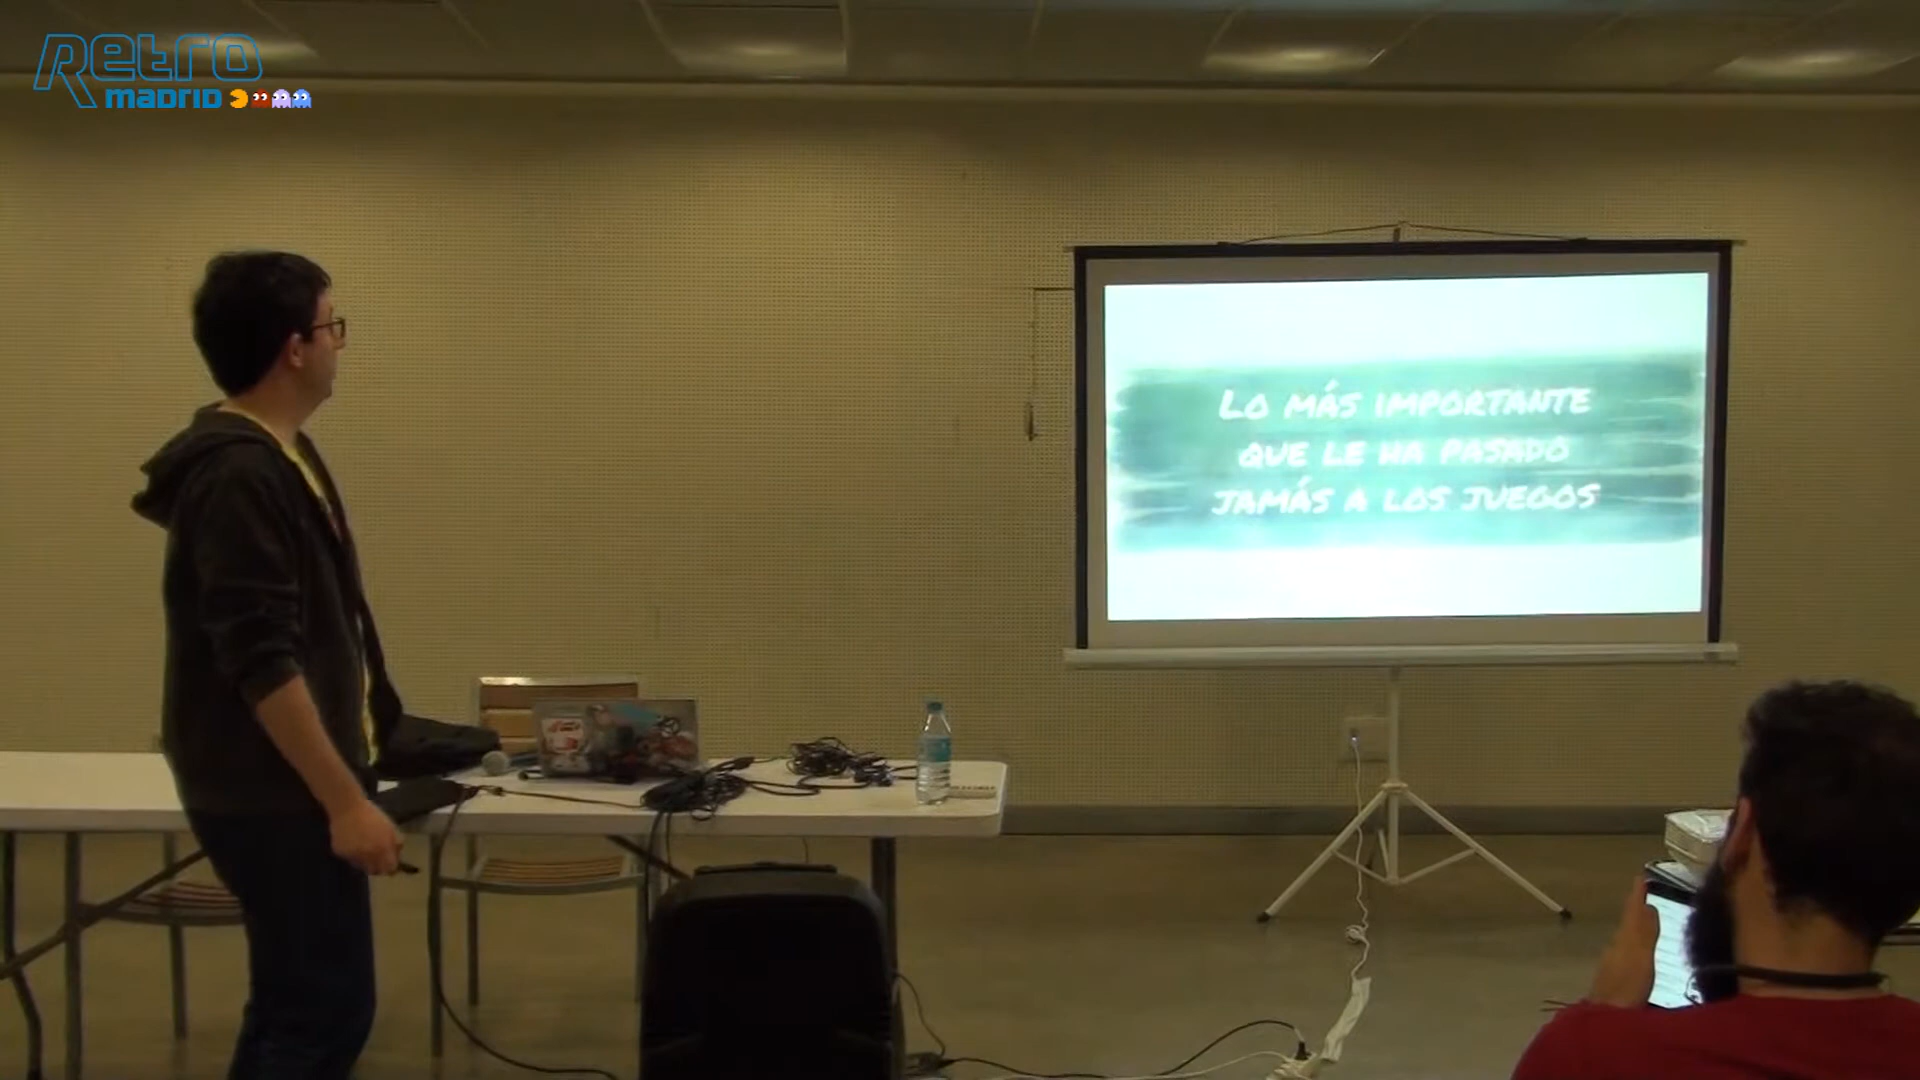 Retro
madrid
Lo más importante
que le ha pasado
jamás a los juegos